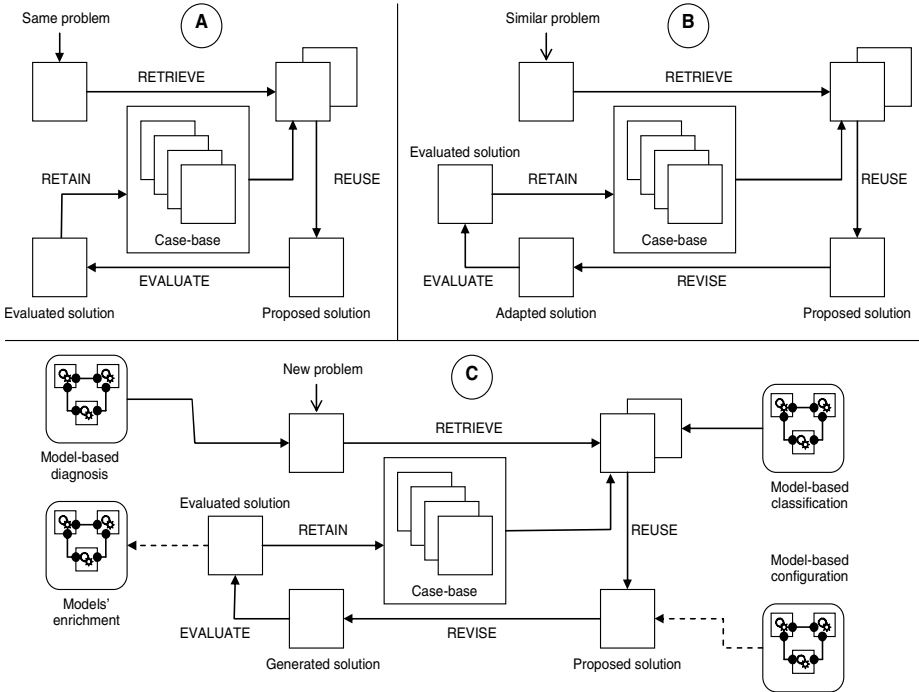 Same problem
A
RETRIEVE
RETAIN
REUSE
Case-base
EVALUATE
Evaluated solution
Proposed solution
Similar problem
B
RETRIEVE
Evaluated solution
RETAIN
REUSE
Case-base
EVALUATE
REVISE
Adapted solution
Proposed solution
New problem
C
RETRIEVE
Model-based
diagnosis
Model-based
classification
Evaluated solution
RETAIN
REUSE
Case-base
Model-based
configuration
Models'
enrichment
EVALUATE
REVISE
Generated solution
Proposed solution